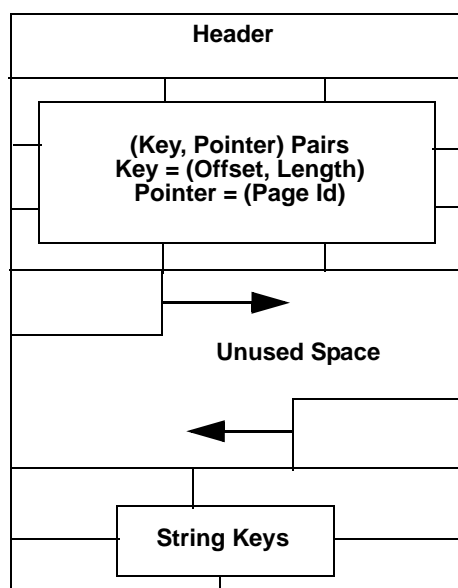 Header
(Key, Pointer) Pairs
Key = (Offset, Length)
Pointer = (Page Id)
Unused Space
String Keys